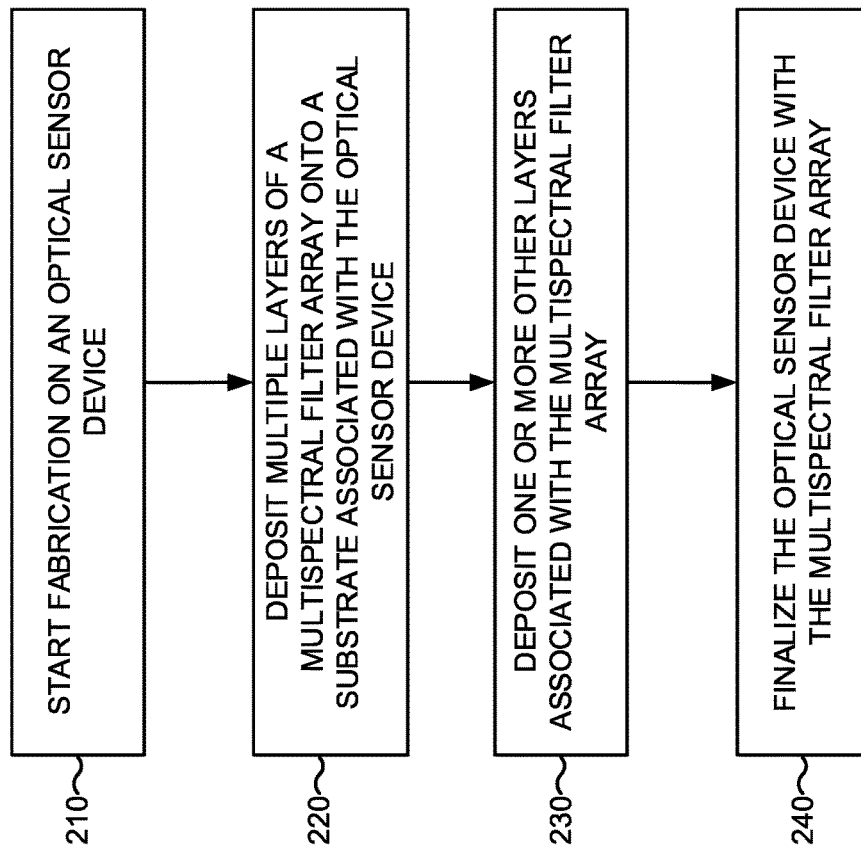 210
START FABRICATION ON AN OPTICAL SENSOR
DEVICE
220
DEPOSIT MULTIPLE LAYERS OF A
MULTISPECTRAL FILTER ARRAY ONTO A
SUBSTRATE ASSOCIATED WITH THE OPTICAL
SENSOR DEVICE
230
DEPOSIT ONE OR MORE OTHER LAYERS
ASSOCIATED WITH THE MULTISPECTRAL FILTER
ARRAY
240
FINALIZE THE OPTICAL SENSOR DEVICE WITH
THE MULTISPECTRAL FILTER ARRAY